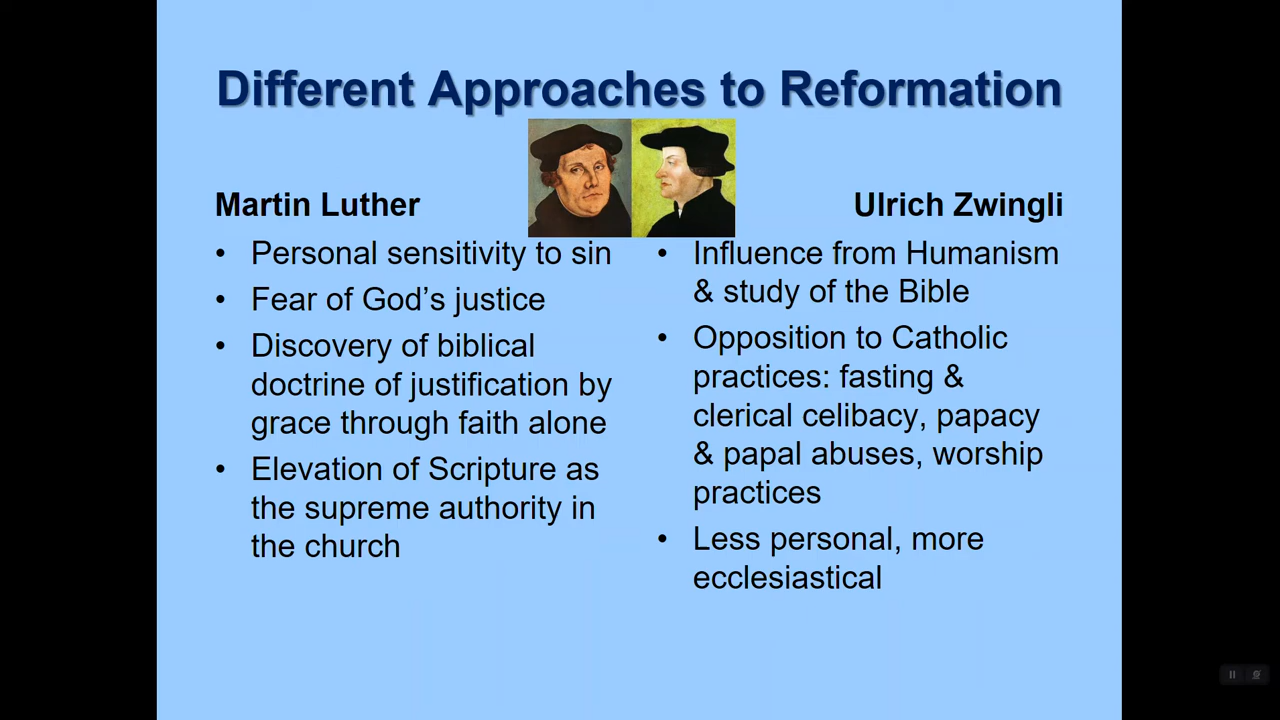 Different Approaches to Reformation
Martin Luther
• Personal sensitivity to sin
• Fear of God’s justice
• Discovery of biblical
doctrine of justification by
grace through faith alone
• Elevation of Scripture as
the supreme authority in
the church
Ulrich Zwingli
• Influence from Humanism
& study of the Bible
• Opposition to Catholic
practices: fasting &
clerical celibacy, papacy
& papal abuses, worship
practices
• Less personal, more
ecclesiastical